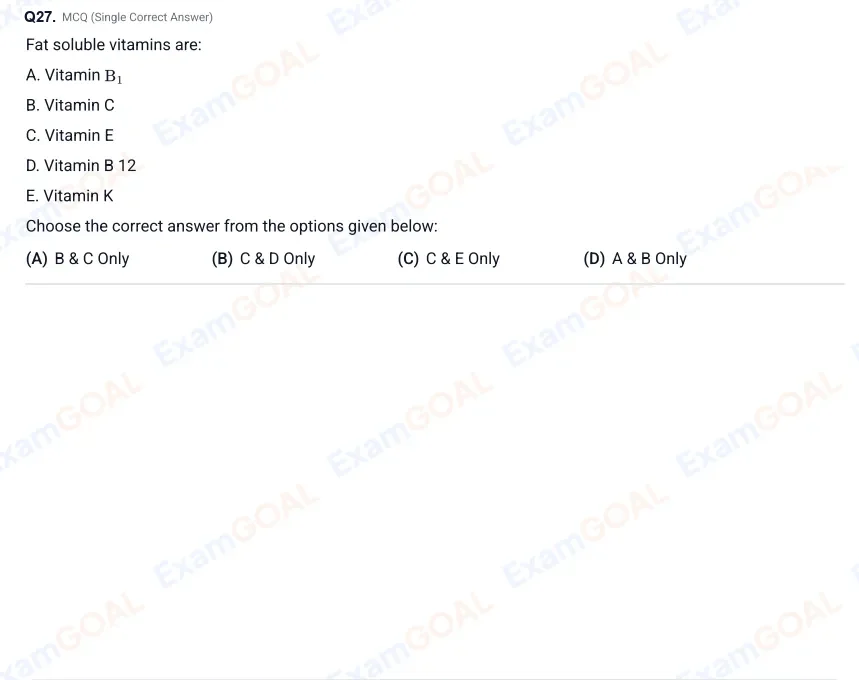 Q27. MCQ (Single Correct Answer)
Fat soluble vitamins are:
A. Vitamin B₁
B. Vitamin C
C. Vitamin E
D. Vitamin B 12
E. Vitamin K
Choose the correct answer from the options given below:
(A) B & C Only (B) C & D Only (C) C & E Only (D) A & B Only
ExamGOAL